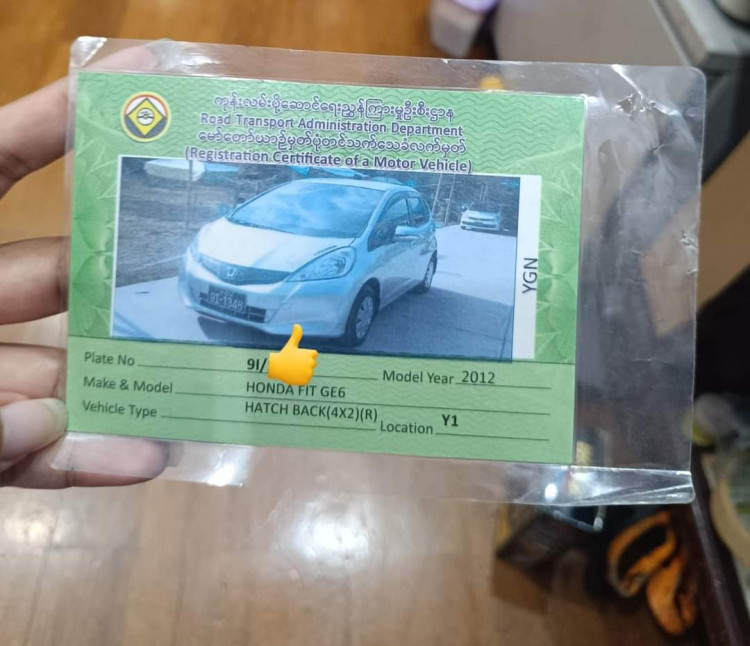 ကုန်းလမ်းပို့ဆောင်ရေးညွှန်ကြားမှုဦးစီးဌာန
Road Transport Administration Department
မော်တော်ယာဉ်မှတ်ပုံတင်သက်သေခံလက်မှတ်
(Registration Certificate of a Motor Vehicle)
YGN
Plate No 9I/ Model Year 2012
Make & Model HONDA FIT GE6
Vehicle Type HATCH BACK(4X2)(R) Location Y1